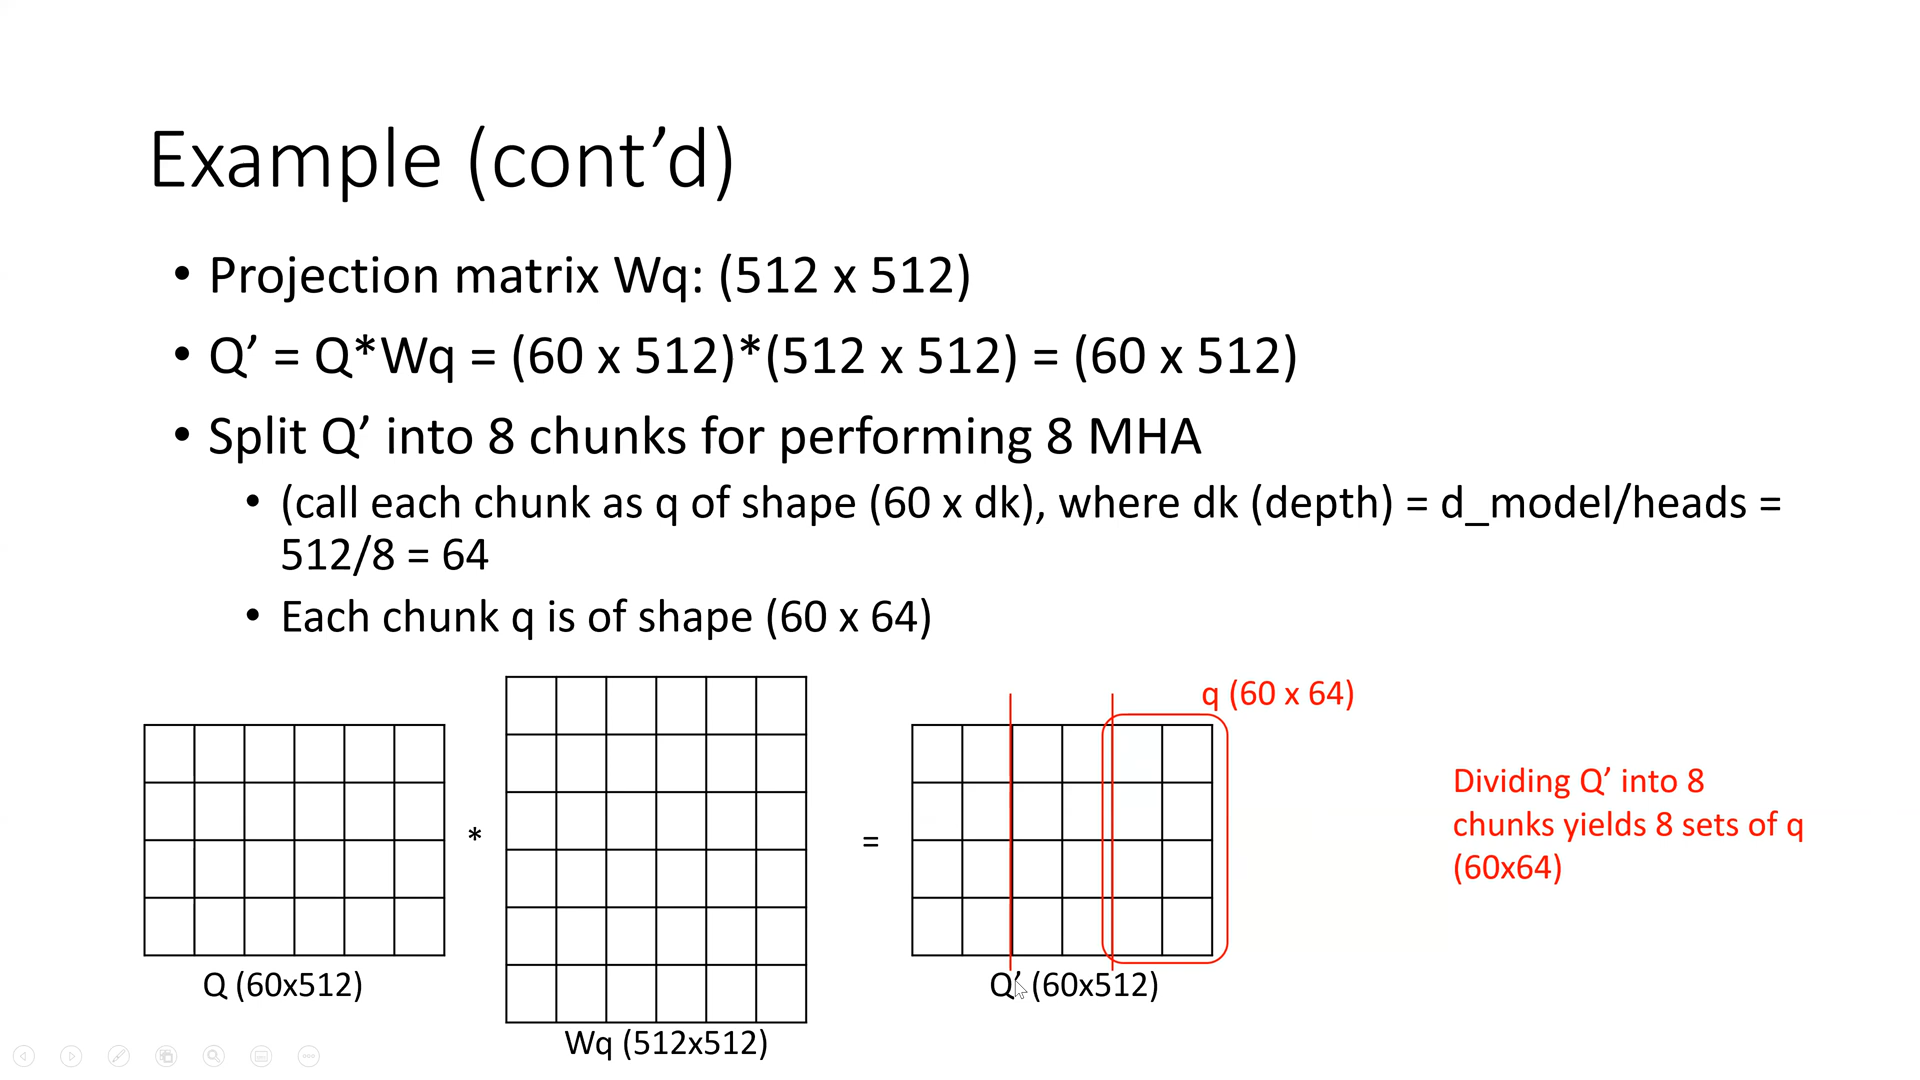 Example (cont’d)
• Projection matrix Wq: (512 x 512)
• Q’ = Q*Wq = (60 x 512)*(512 x 512) = (60 x 512)
• Split Q’ into 8 chunks for performing 8 MHA
• (call each chunk as q of shape (60 x dk), where dk (depth) = d_model/heads =
512/8 = 64
• Each chunk q is of shape (60 x 64)
q (60 x 64)
*
=
Dividing Q’ into 8
chunks yields 8 sets of q
(60x64)
Q (60x512)
Q’ (60x512)
Wq (512x512)